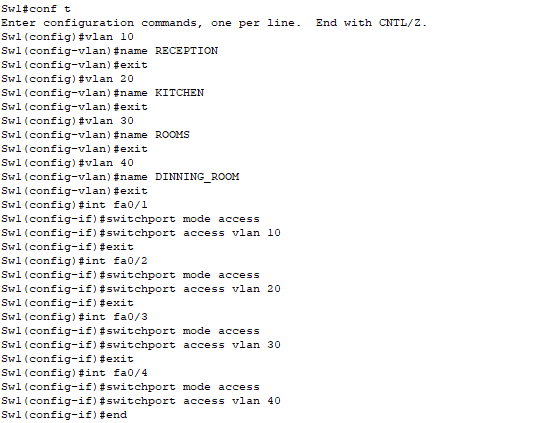 Sw1#conf t
Enter configuration commands, one per line.  End with CNTL/Z.
Sw1(config)#vlan 10
Sw1(config-vlan)#name RECEPTION
Sw1(config-vlan)#exit
Sw1(config)#vlan 20
Sw1(config-vlan)#name KITCHEN
Sw1(config-vlan)#exit
Sw1(config)#vlan 30
Sw1(config-vlan)#name ROOMS
Sw1(config-vlan)#exit
Sw1(config)#vlan 40
Sw1(config-vlan)#name DINNING_ROOM
Sw1(config-vlan)#exit
Sw1(config)#int fa0/1
Sw1(config-if)#switchport mode access
Sw1(config-if)#switchport access vlan 10
Sw1(config-if)#exit
Sw1(config)#int fa0/2
Sw1(config-if)#switchport mode access
Sw1(config-if)#switchport access vlan 20
Sw1(config-if)#exit
Sw1(config)#int fa0/3
Sw1(config-if)#switchport mode access
Sw1(config-if)#switchport access vlan 30
Sw1(config-if)#exit
Sw1(config)#int fa0/4
Sw1(config-if)#switchport mode access
Sw1(config-if)#switchport access vlan 40
Sw1(config-if)#end